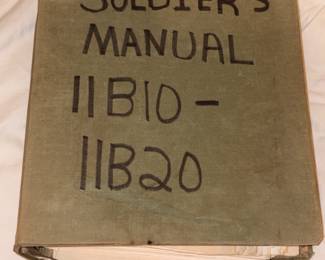 SOLDIER'S
MANUAL
11B10-
11B20